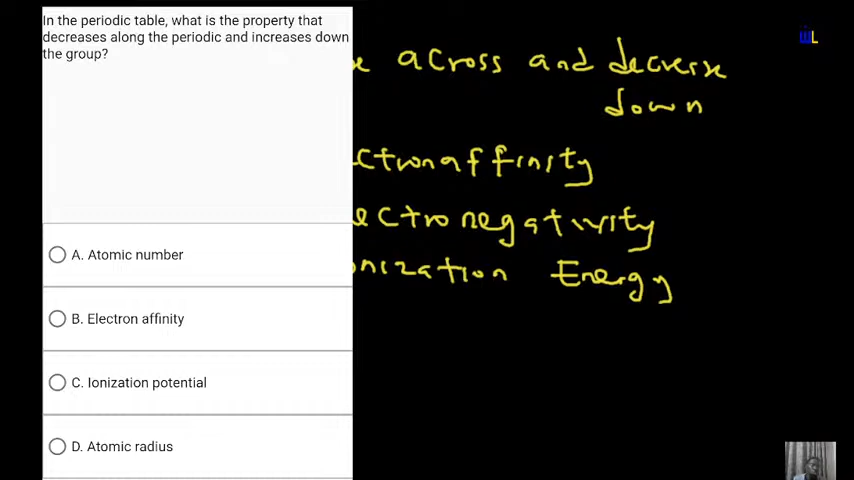 In the periodic table, what is the property that
decreases along the periodic and increases down
the group?
A. Atomic number
B. Electron affinity
C. Ionization potential
D. Atomic radius
across and decrease
down
ctronaffinity
ectronegativity
onization Energy